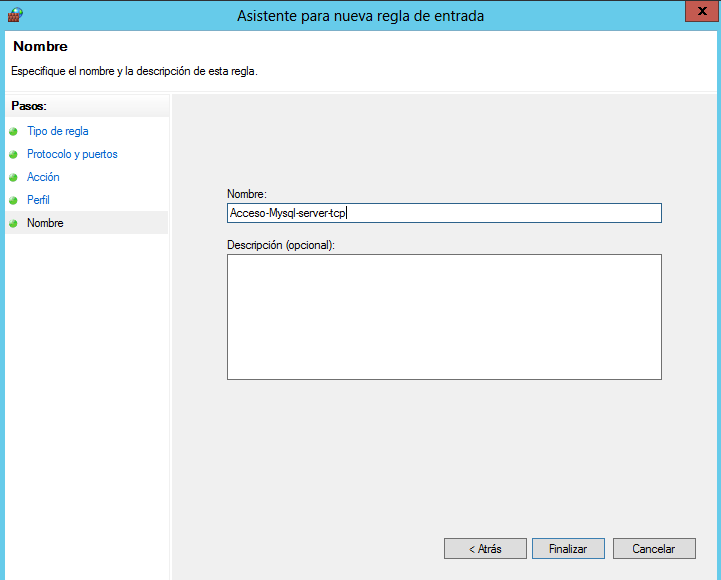 Asistente para nueva regla de entrada
x
Nombre
Especifique el nombre y la descripción de esta regla.
Pasos:
Tipo de regla
Protocolo y puertos
Acción
Perfil
Nombre
Nombre:
Acceso-Mysql-server-tcp
Descripción (opcional):
< Atrás
Finalizar
Cancelar